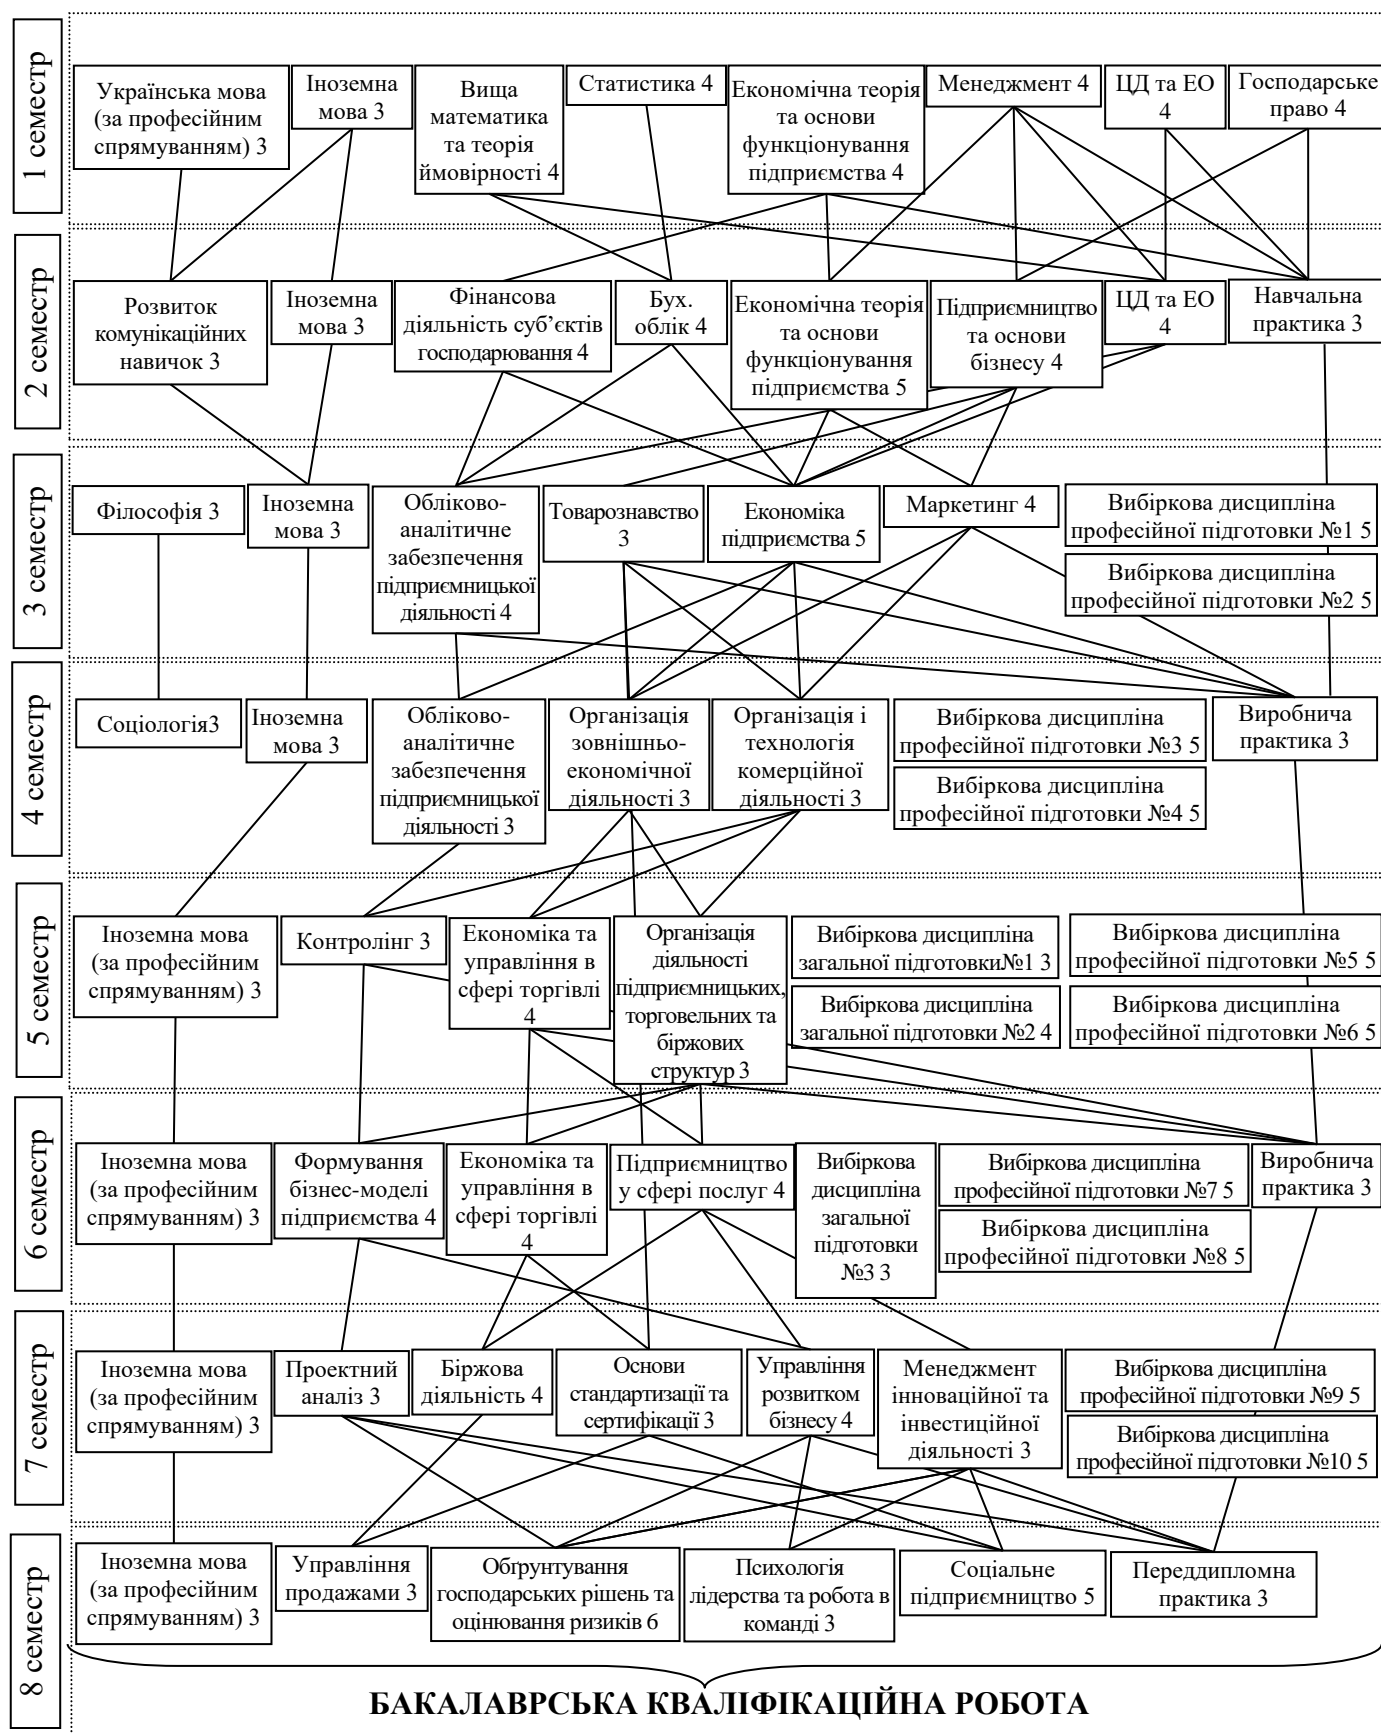 1 семестр
Українська мова
(за професійним
спрямуванням) 3
Іноземна
мова 3
Вища
математика
та теорія
ймовірності 4
Статистика 4
Економічна теорія
та основи
функціонування
підприємства 4
Менеджмент 4
ЦД та ЕО
4
Господарське
право 4
2 семестр
Розвиток
комунікаційних
навичок 3
Іноземна
мова 3
Фінансова
діяльність суб’єктів
господарювання 4
Бух.
облік 4
Економічна теорія
та основи
функціонування
підприємства 5
Підприємництво
та основи
бізнесу 4
ЦД та ЕО
4
Навчальна
практика 3
3 семестр
Філософія 3
Іноземна
мова 3
Обліково-
аналітичне
забезпечення
підприємницької
діяльності 4
Товарознавство
3
Економіка
підприємства 5
Маркетинг 4
Вибіркова дисципліна
професійної підготовки №1 5
Вибіркова дисципліна
професійної підготовки №2 5
4 семестр
Соціологія3
Іноземна
мова 3
Обліково-
аналітичне
забезпечення
підприємницької
діяльності 3
Організація
зовнішньо-
економічної
діяльності 3
Організація і
технологія
комерційної
діяльності 3
Вибіркова дисципліна
професійної підготовки №3 5
Вибіркова дисципліна
професійної підготовки №4 5
Виробнича
практика 3
5 семестр
Іноземна мова
(за професійним
спрямуванням) 3
Контролінг 3
Економіка та
управління в
сфері торгівлі
4
Організація
діяльності
підприємницьких,
торговельних та
біржових
структур 3
Вибіркова дисципліна
загальної підготовки№1 3
Вибіркова дисципліна
загальної підготовки №2 4
Вибіркова дисципліна
професійної підготовки №5 5
Вибіркова дисципліна
професійної підготовки №6 5
6 семестр
Іноземна мова
(за професійним
спрямуванням) 3
Формування
бізнес-моделі
підприємства 4
Економіка та
управління в
сфері торгівлі
4
Підприємництво
у сфері послуг 4
Вибіркова
дисципліна
загальної
підготовки
№3 3
Вибіркова дисципліна
професійної підготовки №7 5
Вибіркова дисципліна
професійної підготовки №8 5
Виробнича
практика 3
7 семестр
Іноземна мова
(за професійним
спрямуванням) 3
Проектний
аналіз 3
Біржова
діяльність 4
Основи
стандартизації та
сертифікації 3
Управління
розвитком
бізнесу 4
Менеджмент
інноваційної та
інвестиційної
діяльності 3
Вибіркова дисципліна
професійної підготовки №9 5
Вибіркова дисципліна
професійної підготовки №10 5
8 семестр
Іноземна мова
(за професійним
спрямуванням) 3
Управління
продажами 3
Обґрунтування
господарських рішень та
оцінювання ризиків 6
Психологія
лідерства та робота в
команді 3
Соціальне
підприємництво 5
Переддипломна
практика 3
БАКАЛАВРСЬКА КВАЛІФІКАЦІЙНА РОБОТА